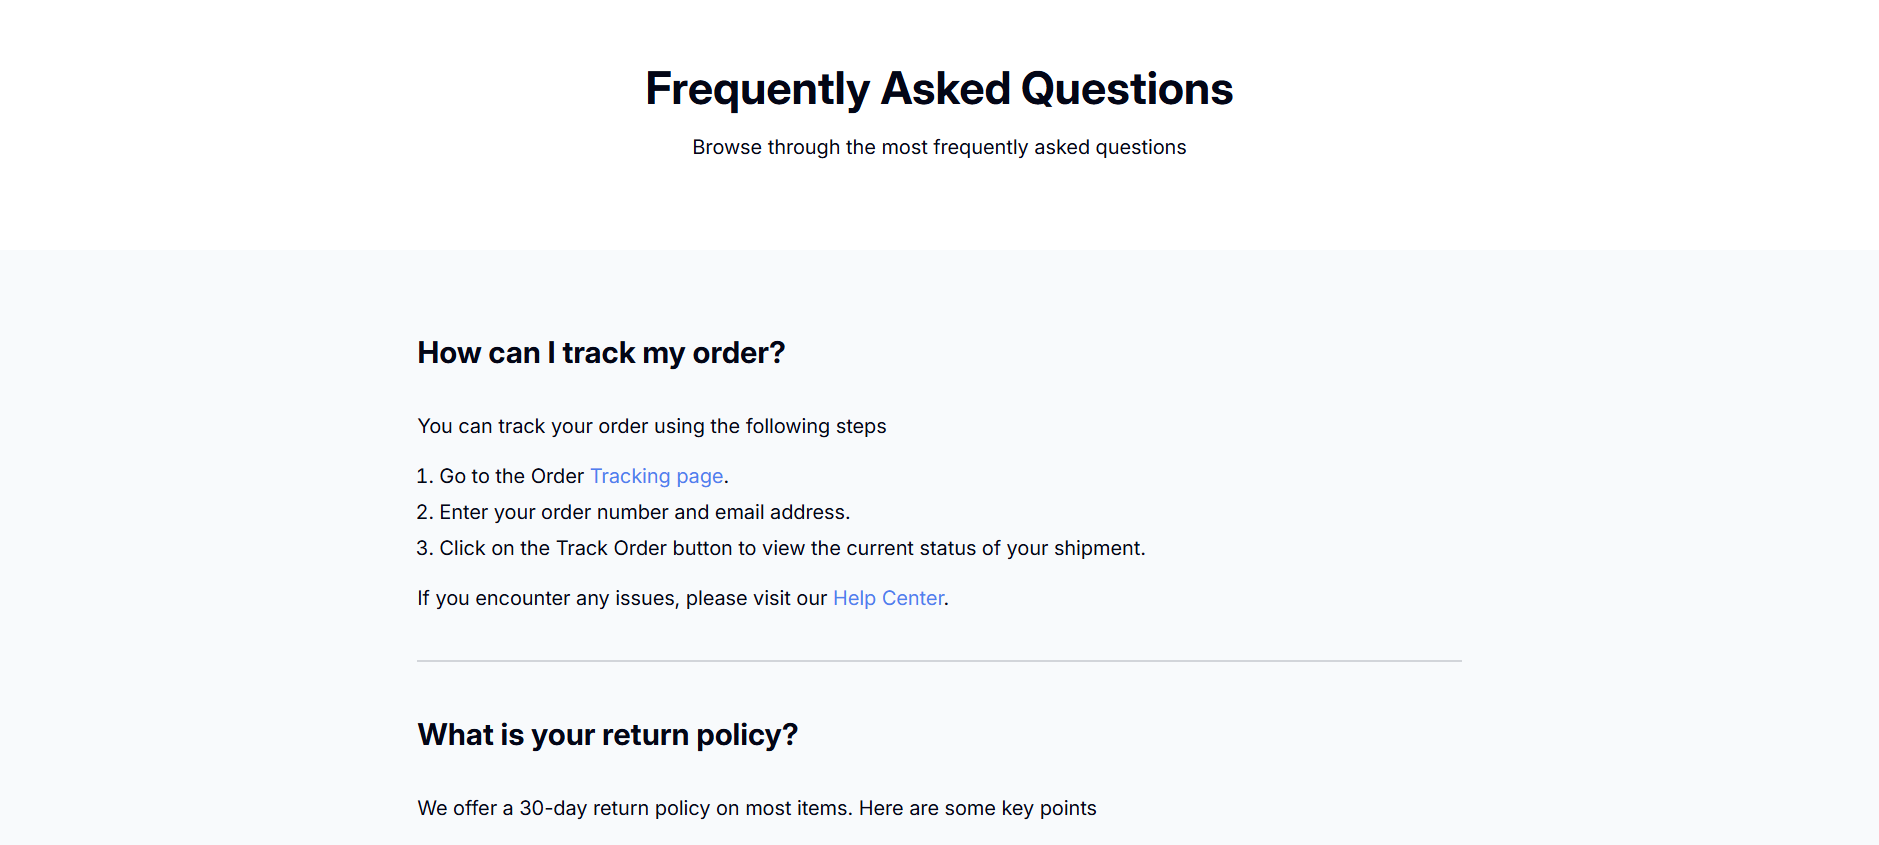 Frequently Asked Questions
Browse through the most frequently asked questions
How can I track my order?
You can track your order using the following steps
1. Go to the Order Tracking page.
2. Enter your order number and email address.
3. Click on the Track Order button to view the current status of your shipment.
If you encounter any issues, please visit our Help Center.
What is your return policy?
We offer a 30-day return policy on most items. Here are some key points